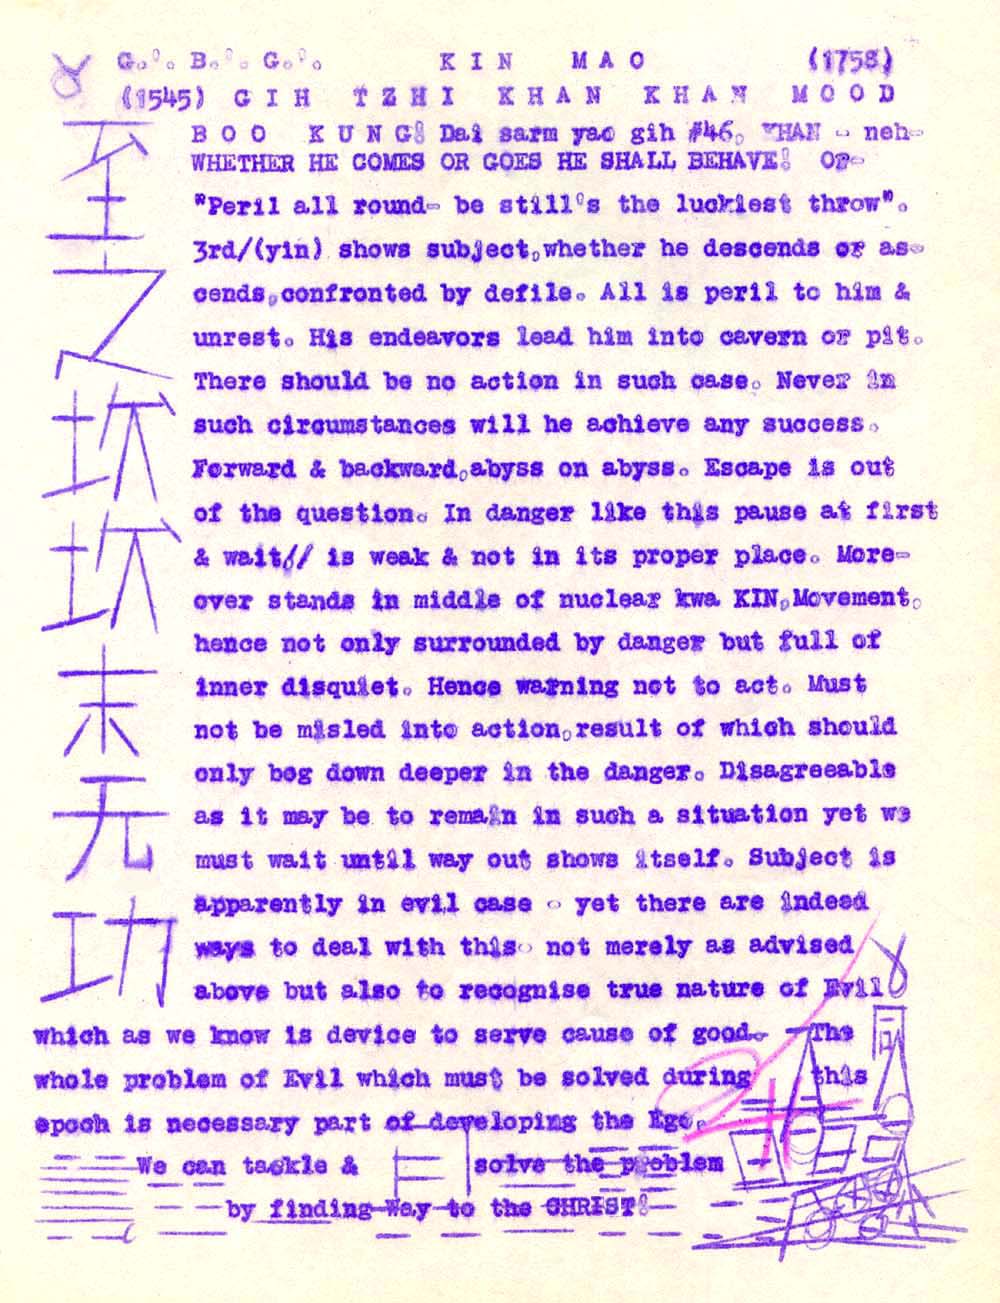 G.°. B.°. G.°. KIN MAO (1758)
(1545) GIH TZHI KHAN KHAN MOOD
BOO KUNG! Dai sarm yao gih #46, KHAN - neh-
WHETHER HE COMES OR GOES HE SHALL BEHAVE! Or-
"Peril all round- be still's the luckiest throw".
3rd/(yin) shows subject,whether he descends or as-
cends,confronted by defile. All is peril to him &
unrest. His endeavors lead him into cavern or pit.
There should be no action in such case. Never in
such circumstances will he achieve any success.
Forward & backward,abyss on abyss. Escape is out
of the question. In danger like this pause at first
& wait// is weak & not in its proper place. More-
over stands in middle of nuclear kwa KIN,Movement,
hence not only surrounded by danger but full of
inner disquiet. Hence warning not to act. Must
not be misled into action,result of which should
only bog down deeper in the danger. Disagreeable
as it may be to remain in such a situation yet we
must wait until way out shows itself. Subject is
apparently in evil case - yet there are indeed
ways to deal with this- not merely as advised
above but also to recognise true nature of Evil
which as we know is device to serve cause of good- The
whole problem of Evil which must be solved during this
epoch is necessary part of developing the Ego.
We can tackle & solve the problem
by finding Way to the CHRIST!
至之坎坎末无功